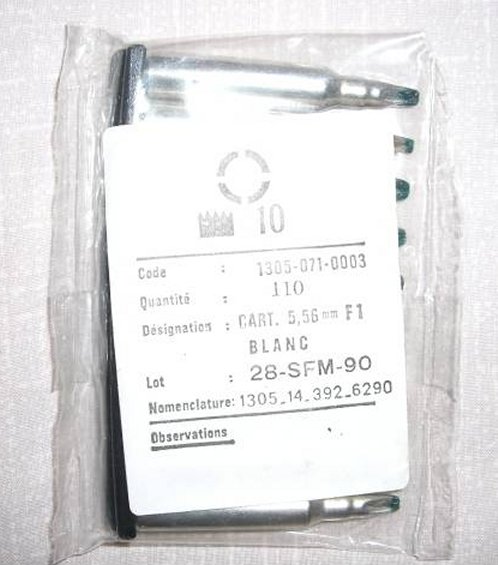 10
Code : 1305-071-0003
Quantité : 110
Désignation : CART. 5,56mm F1
BLANC
Lot : 28-SFM-90
Nomenclature: 1305_14_392_6290
Observations